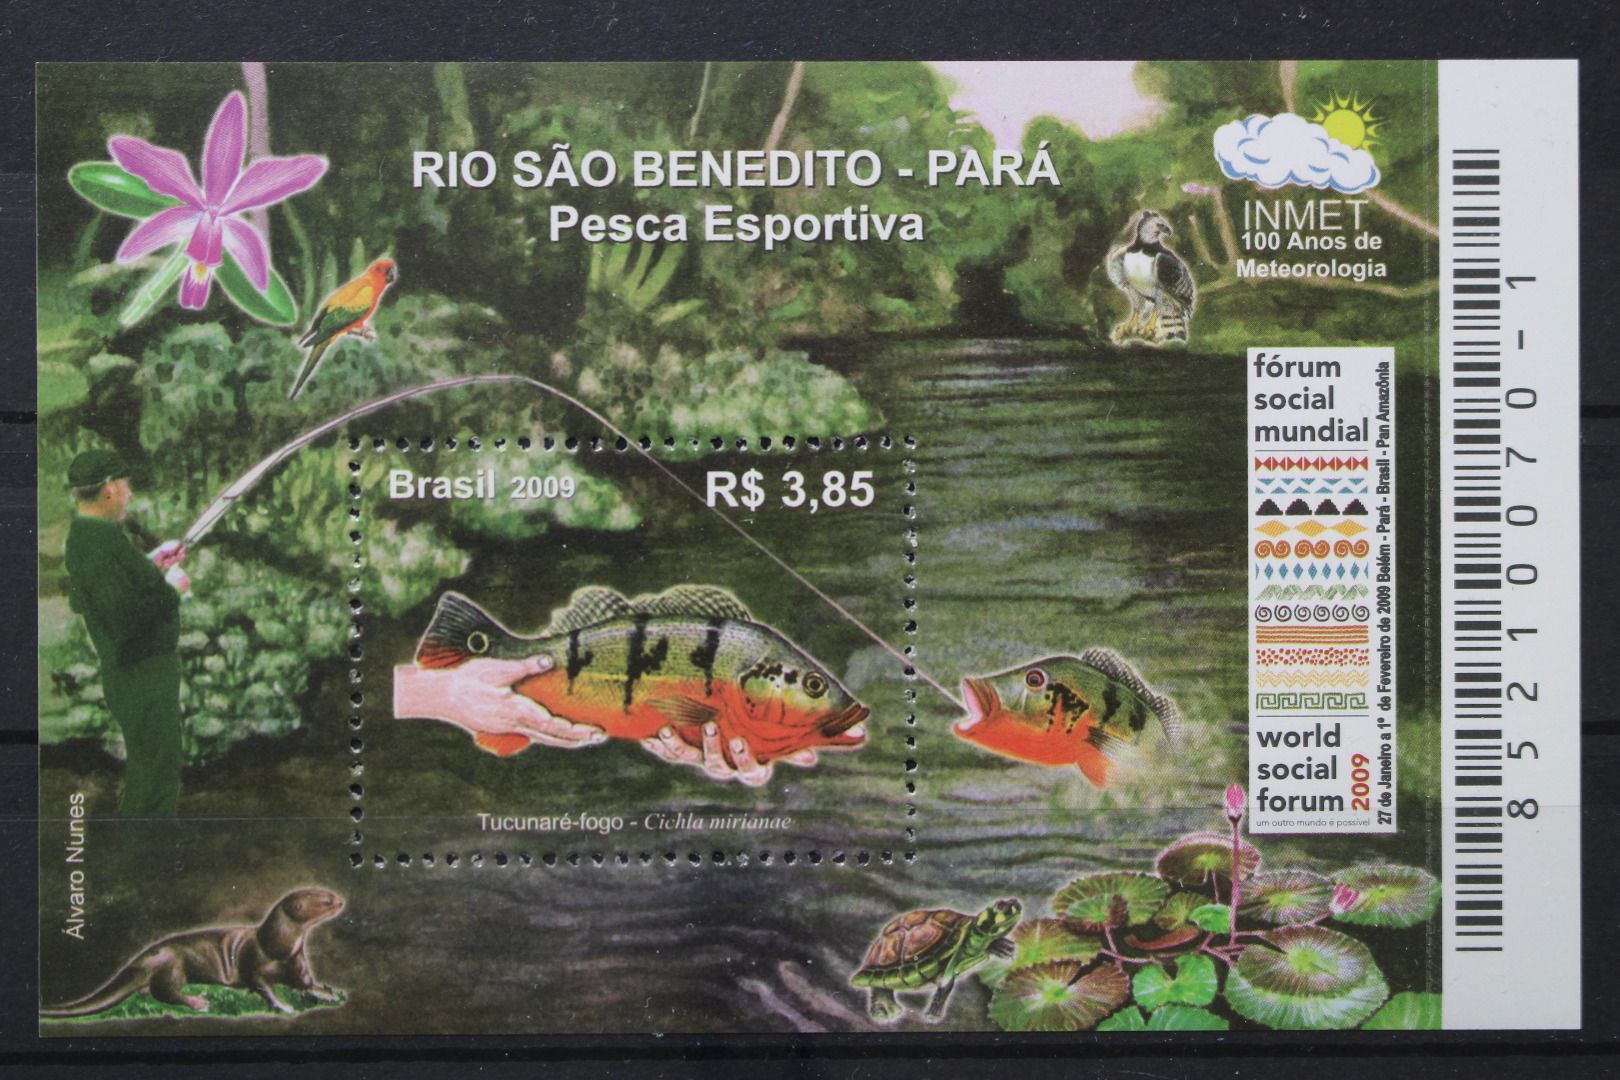 RIO SÃO BENEDITO - PARÁ
Pesca Esportiva
INMET
100 Anos de
Meteorologia
Brasil 2009
R$ 3,85
Tucunaré-fogo - Cichla mirianae
Álvaro Nunes
fórum
social
mundial
world
social
forum 2009
um outro mundo é possível
27 de Janeiro a 1º de Fevereiro de 2009 Belém - Pará - Brasil - Pan Amazônia
852100070-1